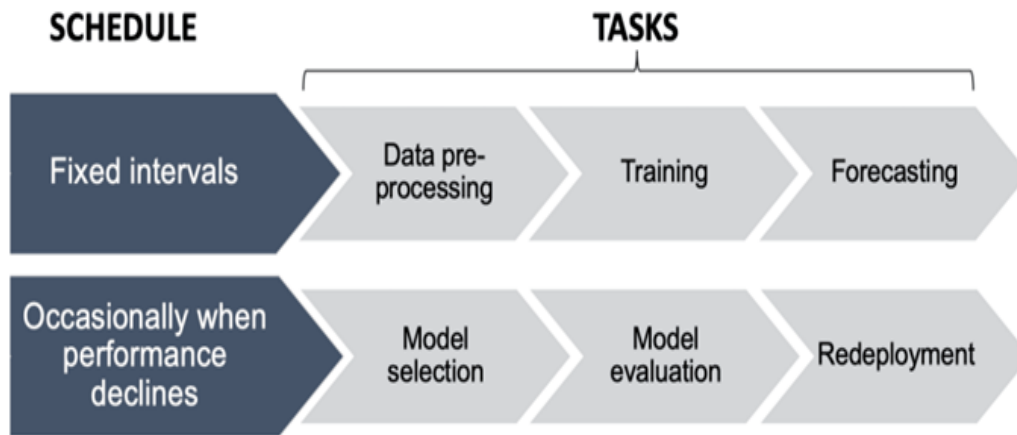 SCHEDULE
TASKS
Fixed intervals
Data pre-
processing
Training
Forecasting
Occasionally when
performance
declines
Model
selection
Model
evaluation
Redeployment